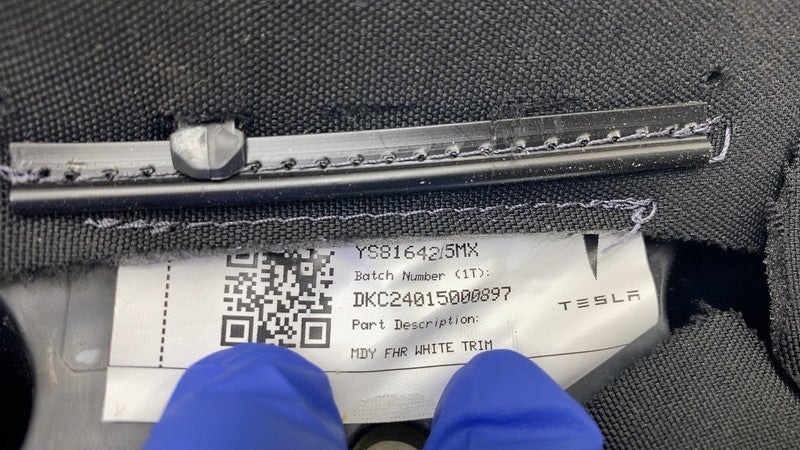 YS81642/5MX
Batch Number (1T):
DKC24015000897
TESLA
Part Description:
MDY FHR WHITE TRIM